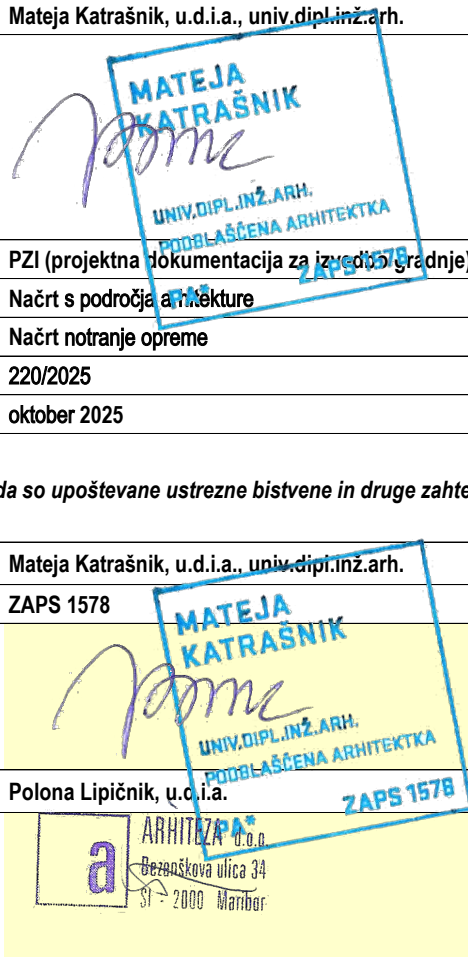 Mateja Katrašnik, u.d.i.a., univ.dipl.inž.arh.
MATEJA
KATRAŠNIK
UNIV.DIPL.INŽ.ARH.
POOBLAŠČENA ARHITEKTKA
PA*
ZAPS 1578
PZI (projektna dokumentacija za izvedbo gradnje)
Načrt s področja arhitekture
Načrt notranje opreme
220/2025
oktober 2025
da so upoštevane ustrezne bistvene in druge zahte
Mateja Katrašnik, u.d.i.a., univ.dipl.inž.arh.
ZAPS 1578
MATEJA
KATRAŠNIK
UNIV.DIPL.INŽ.ARH.
POOBLAŠČENA ARHITEKTKA
PA*
ZAPS 1578
Polona Lipičnik, u.d.i.a.
a
ARHITEZA d.o.o.
Bezenškova ulica 34
SI - 2000 Maribor